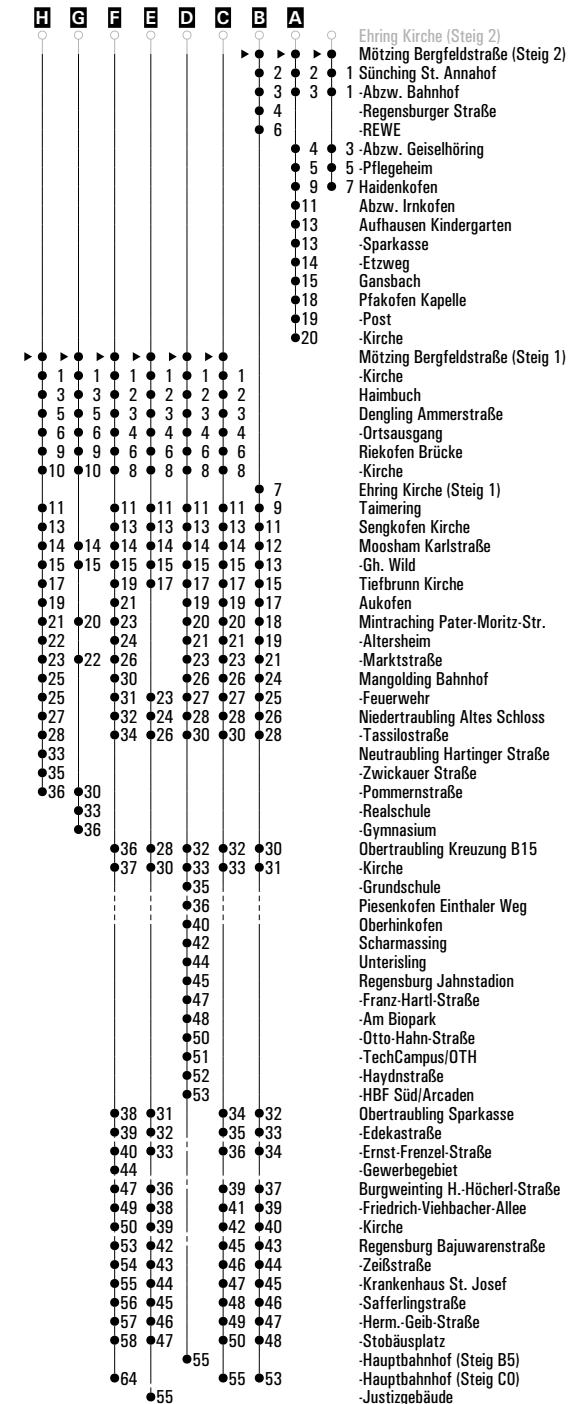 H G F E D C B A
Ehring Kirche (Steig 2)
Mötzing Bergfeldstraße (Steig 2)
2 2 1 Sünching St. Annahof
3 3 1 -Abzw. Bahnhof
4 -Regensburger Straße
6 -REWE
4 3 -Abzw. Geiselhöring
5 5 -Pflegeheim
9 7 Haidenkofen
11 Abzw. Irnkofen
13 Aufhausen Kindergarten
13 -Sparkasse
14 -Etzweg
15 Gansbach
18 Pfakofen Kapelle
19 -Post
20 -Kirche
Mötzing Bergfeldstraße (Steig 1)
1 1 1 1 1 1 -Kirche
3 3 2 2 2 2 Haimbuch
5 5 3 3 3 3 Dengling Ammerstraße
6 6 4 4 4 4 -Ortsausgang
9 9 6 6 6 6 Riekofen Brücke
10 10 8 8 8 8 -Kirche
7 Ehring Kirche (Steig 1)
11 11 11 11 11 9 Taimering
13 13 13 13 13 11 Sengkofen Kirche
14 14 14 14 14 14 12 Moosham Karlstraße
15 15 15 15 15 15 13 -Gh. Wild
17 19 17 17 17 15 Tiefbrunn Kirche
19 21 19 19 17 Aukofen
21 20 23 20 20 18 Mintraching Pater-Moritz-Str.
22 24 21 21 19 -Altersheim
23 22 26 23 23 21 -Marktstraße
25 30 26 26 24 Mangolding Bahnhof
25 31 23 27 27 25 -Feuerwehr
27 32 24 28 28 26 Niedertraubling Altes Schloss
28 34 26 30 30 28 -Tassilostraße
33 Neutraubling Hartinger Straße
35 -Zwickauer Straße
36 30 -Pommernstraße
33 -Realschule
36 -Gymnasium
36 28 32 32 30 Obertraubling Kreuzung B15
37 30 33 33 31 -Kirche
35 -Grundschule
36 Piesenkofen Einthaler Weg
40 Oberhinkofen
42 Scharmassing
44 Unterisling
45 Regensburg Jahnstadion
47 -Franz-Hartl-Straße
48 -Am Biopark
50 -Otto-Hahn-Straße
51 -TechCampus/OTH
52 -Haydnstraße
53 -HBF Süd/Arcaden
38 31 34 32 Obertraubling Sparkasse
39 32 35 33 -Edekastraße
40 33 36 34 -Ernst-Frenzel-Straße
44 -Gewerbegebiet
47 36 39 37 Burgweinting H.-Höcherl-Straße
49 38 41 39 -Friedrich-Viehbacher-Allee
50 39 42 40 -Kirche
53 42 45 43 Regensburg Bajuwarenstraße
54 43 46 44 -Zeißstraße
55 44 47 45 -Krankenhaus St. Josef
56 45 48 46 -Safferlingstraße
57 46 49 47 -Herm.-Geib-Straße
58 47 50 48 -Stobäusplatz
55 -Hauptbahnhof (Steig B5)
64 55 53 -Hauptbahnhof (Steig C0)
55 -Justizgebäude